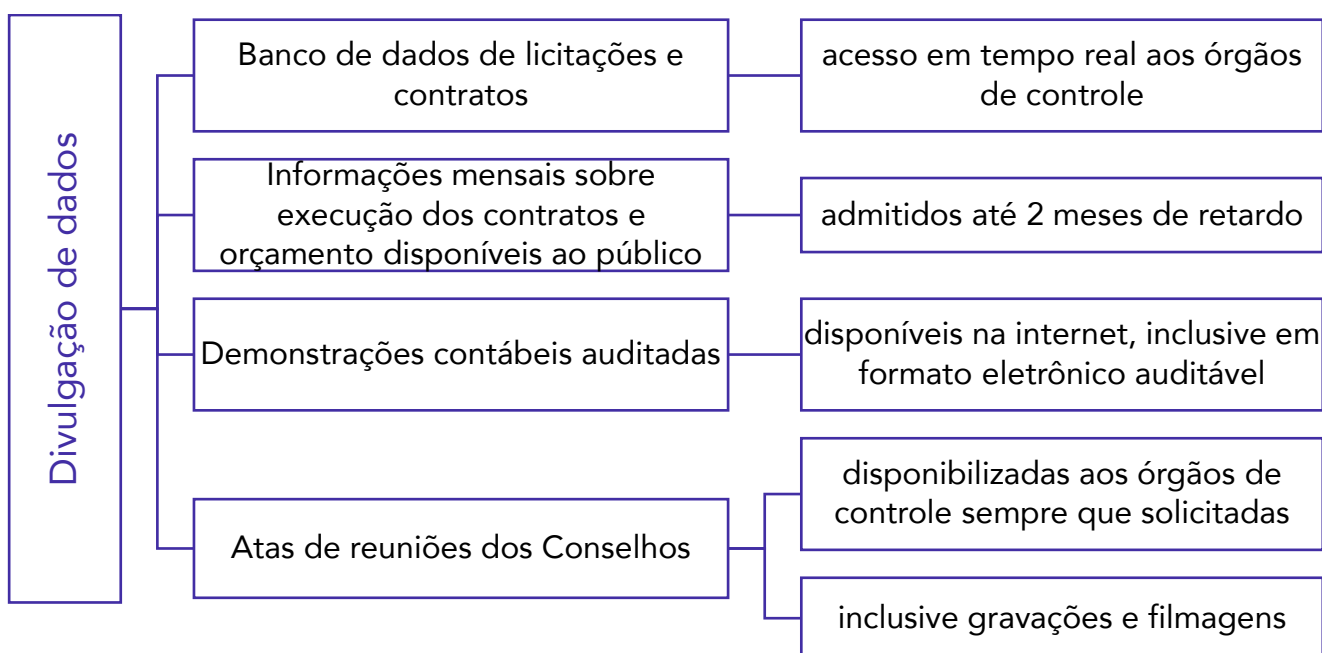 Divulgação de dados
Banco de dados de licitações e
contratos
acesso em tempo real aos órgãos
de controle
Informações mensais sobre
execução dos contratos e
orçamento disponíveis ao público
admitidos até 2 meses de retardo
Demonstrações contábeis auditadas
disponíveis na internet, inclusive em
formato eletrônico auditável
Atas de reuniões dos Conselhos
disponibilizadas aos órgãos de
controle sempre que solicitadas
inclusive gravações e filmagens